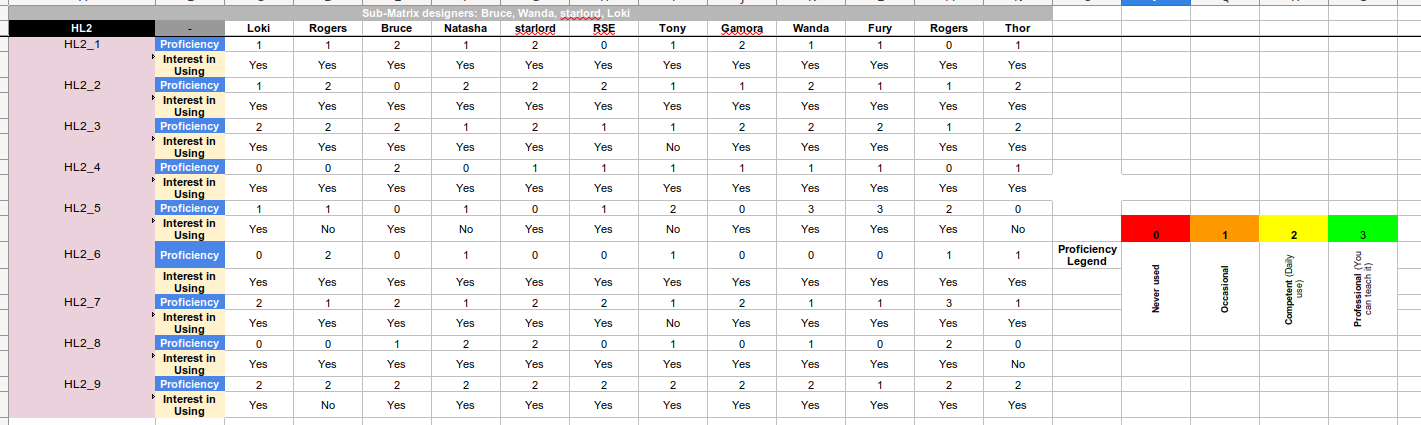 Sub-Matrix designers: Bruce, Wanda, starlord, Loki
HL2 - Loki Rogers Bruce Natasha starlord RSE Tony Gamora Wanda Fury Rogers Thor
HL2_1 Proficiency 1 1 2 1 2 0 1 2 1 1 0 1
Interest in Using Yes Yes Yes Yes Yes Yes Yes Yes Yes Yes Yes Yes
HL2_2 Proficiency 1 2 0 2 2 2 1 1 2 1 1 2
Interest in Using Yes Yes Yes Yes Yes Yes Yes Yes Yes Yes Yes Yes
HL2_3 Proficiency 2 2 2 1 2 1 1 2 2 2 1 2
Interest in Using Yes Yes Yes Yes Yes Yes No Yes Yes Yes Yes Yes
HL2_4 Proficiency 0 0 2 0 1 1 1 1 1 1 0 1
Interest in Using Yes Yes Yes Yes Yes Yes Yes Yes Yes Yes Yes Yes
HL2_5 Proficiency 1 1 0 1 0 1 2 0 3 3 2 0
Interest in Using Yes No Yes No Yes Yes Yes Yes Yes Yes Yes No
0 1 2 3
HL2_6 Proficiency 0 2 0 1 0 0 1 0 0 0 1 1
Proficiency Legend
Never used
Occasional
Competent (Daily use)
Professional (You can teach it)
Interest in Using Yes Yes Yes Yes Yes Yes Yes Yes Yes Yes Yes Yes
HL2_7 Proficiency 2 1 2 1 2 2 1 2 1 1 3 1
Interest in Using Yes Yes Yes Yes Yes Yes No Yes Yes Yes Yes Yes
HL2_8 Proficiency 0 0 1 2 2 0 1 0 1 0 2 0
Interest in Using Yes Yes Yes Yes Yes Yes Yes Yes Yes Yes Yes No
HL2_9 Proficiency 2 2 2 2 2 2 2 2 2 1 2 2
Interest in Using Yes No Yes Yes Yes Yes Yes Yes Yes Yes Yes Yes